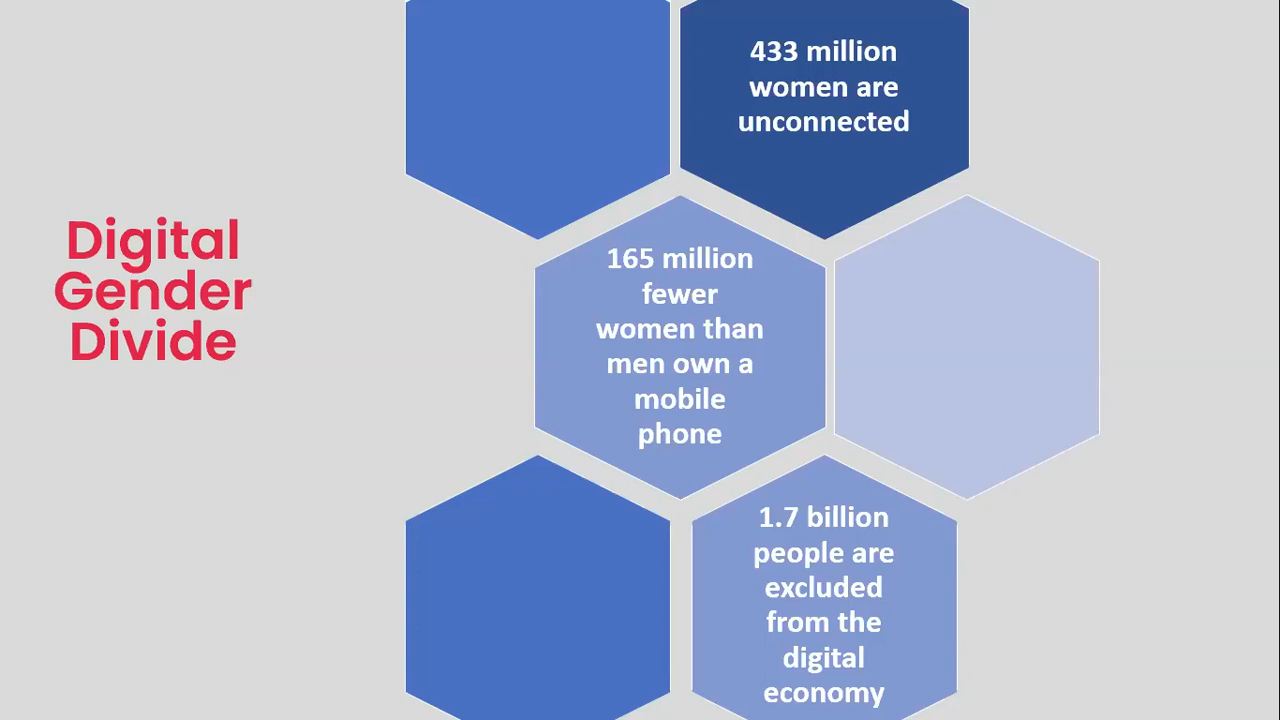 Digital
Gender
Divide
433 million
women are
unconnected
165 million
fewer
women than
men own a
mobile
phone
1.7 billion
people are
excluded
from the
digital
economy